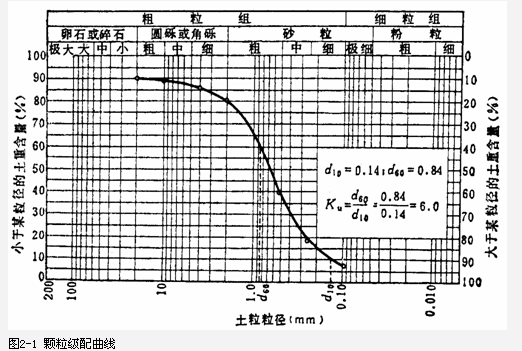 粗 粒 组 细 粒 组
卵石或碎石 圆砾或角砾 砂 粒 粉 粒
极大 大 中 小 粗 中 细 粗 中 细 极细 粗 细
小于某粒径的土重含量(%)
100
90
80
70
60
50
40
30
20
10
0
大于某粒径的土重含量(%)
0
10
20
30
40
50
60
70
80
90
100
d10=0.14;d60=0.84
Ku=d60/d10=0.84/0.14=6.0
200 100 10 1.0 d60 d10 0.10 0.010
土粒粒径(mm)
图2-1 颗粒级配曲线